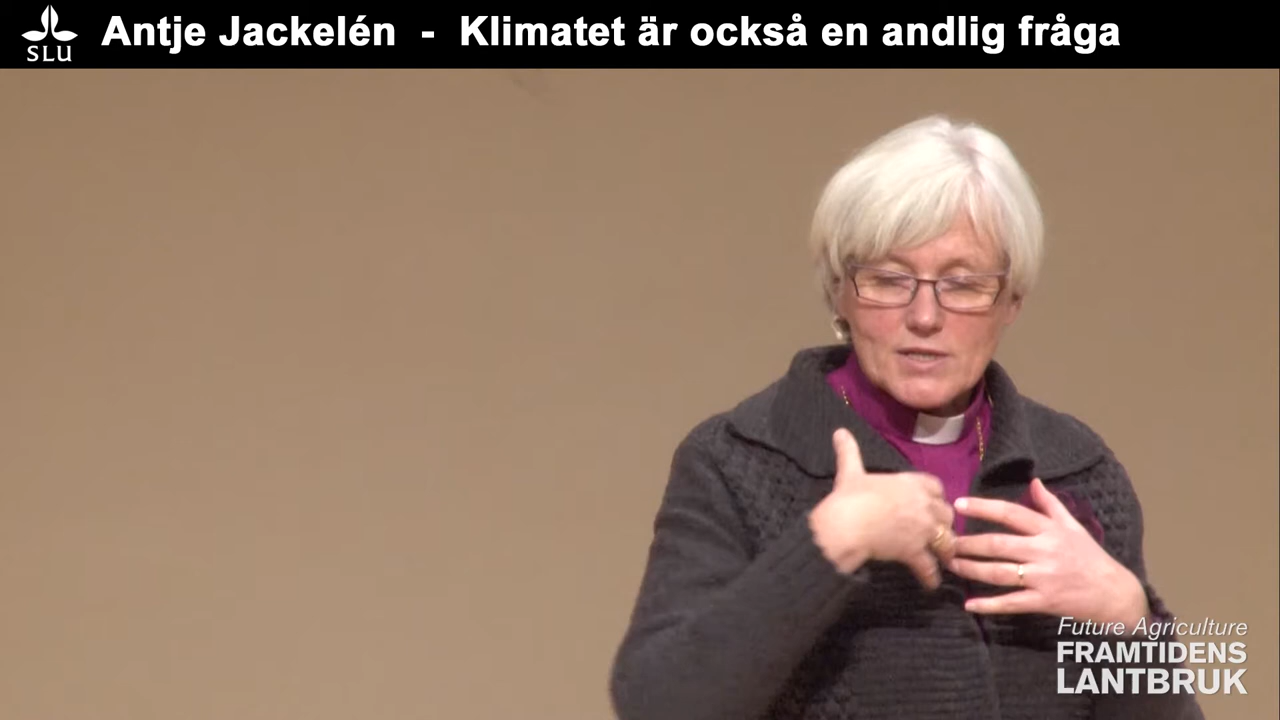 SLU
Antje Jackelén - Klimatet är också en andlig fråga
Future Agriculture
FRAMTIDENS
LANTBRUK